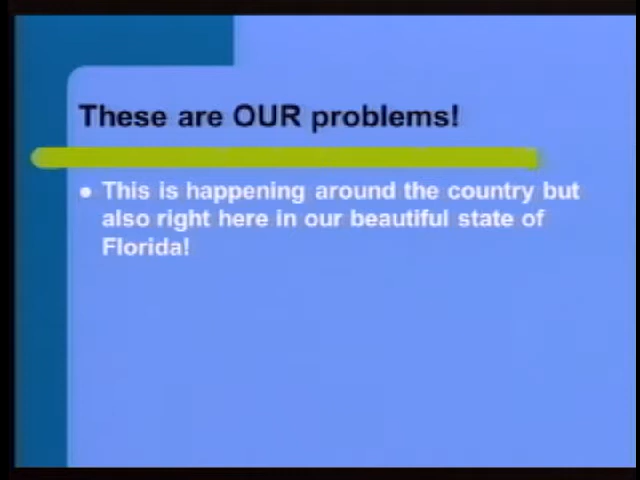 These are OUR problems!
● This is happening around the country but
also right here in our beautiful state of
Florida!